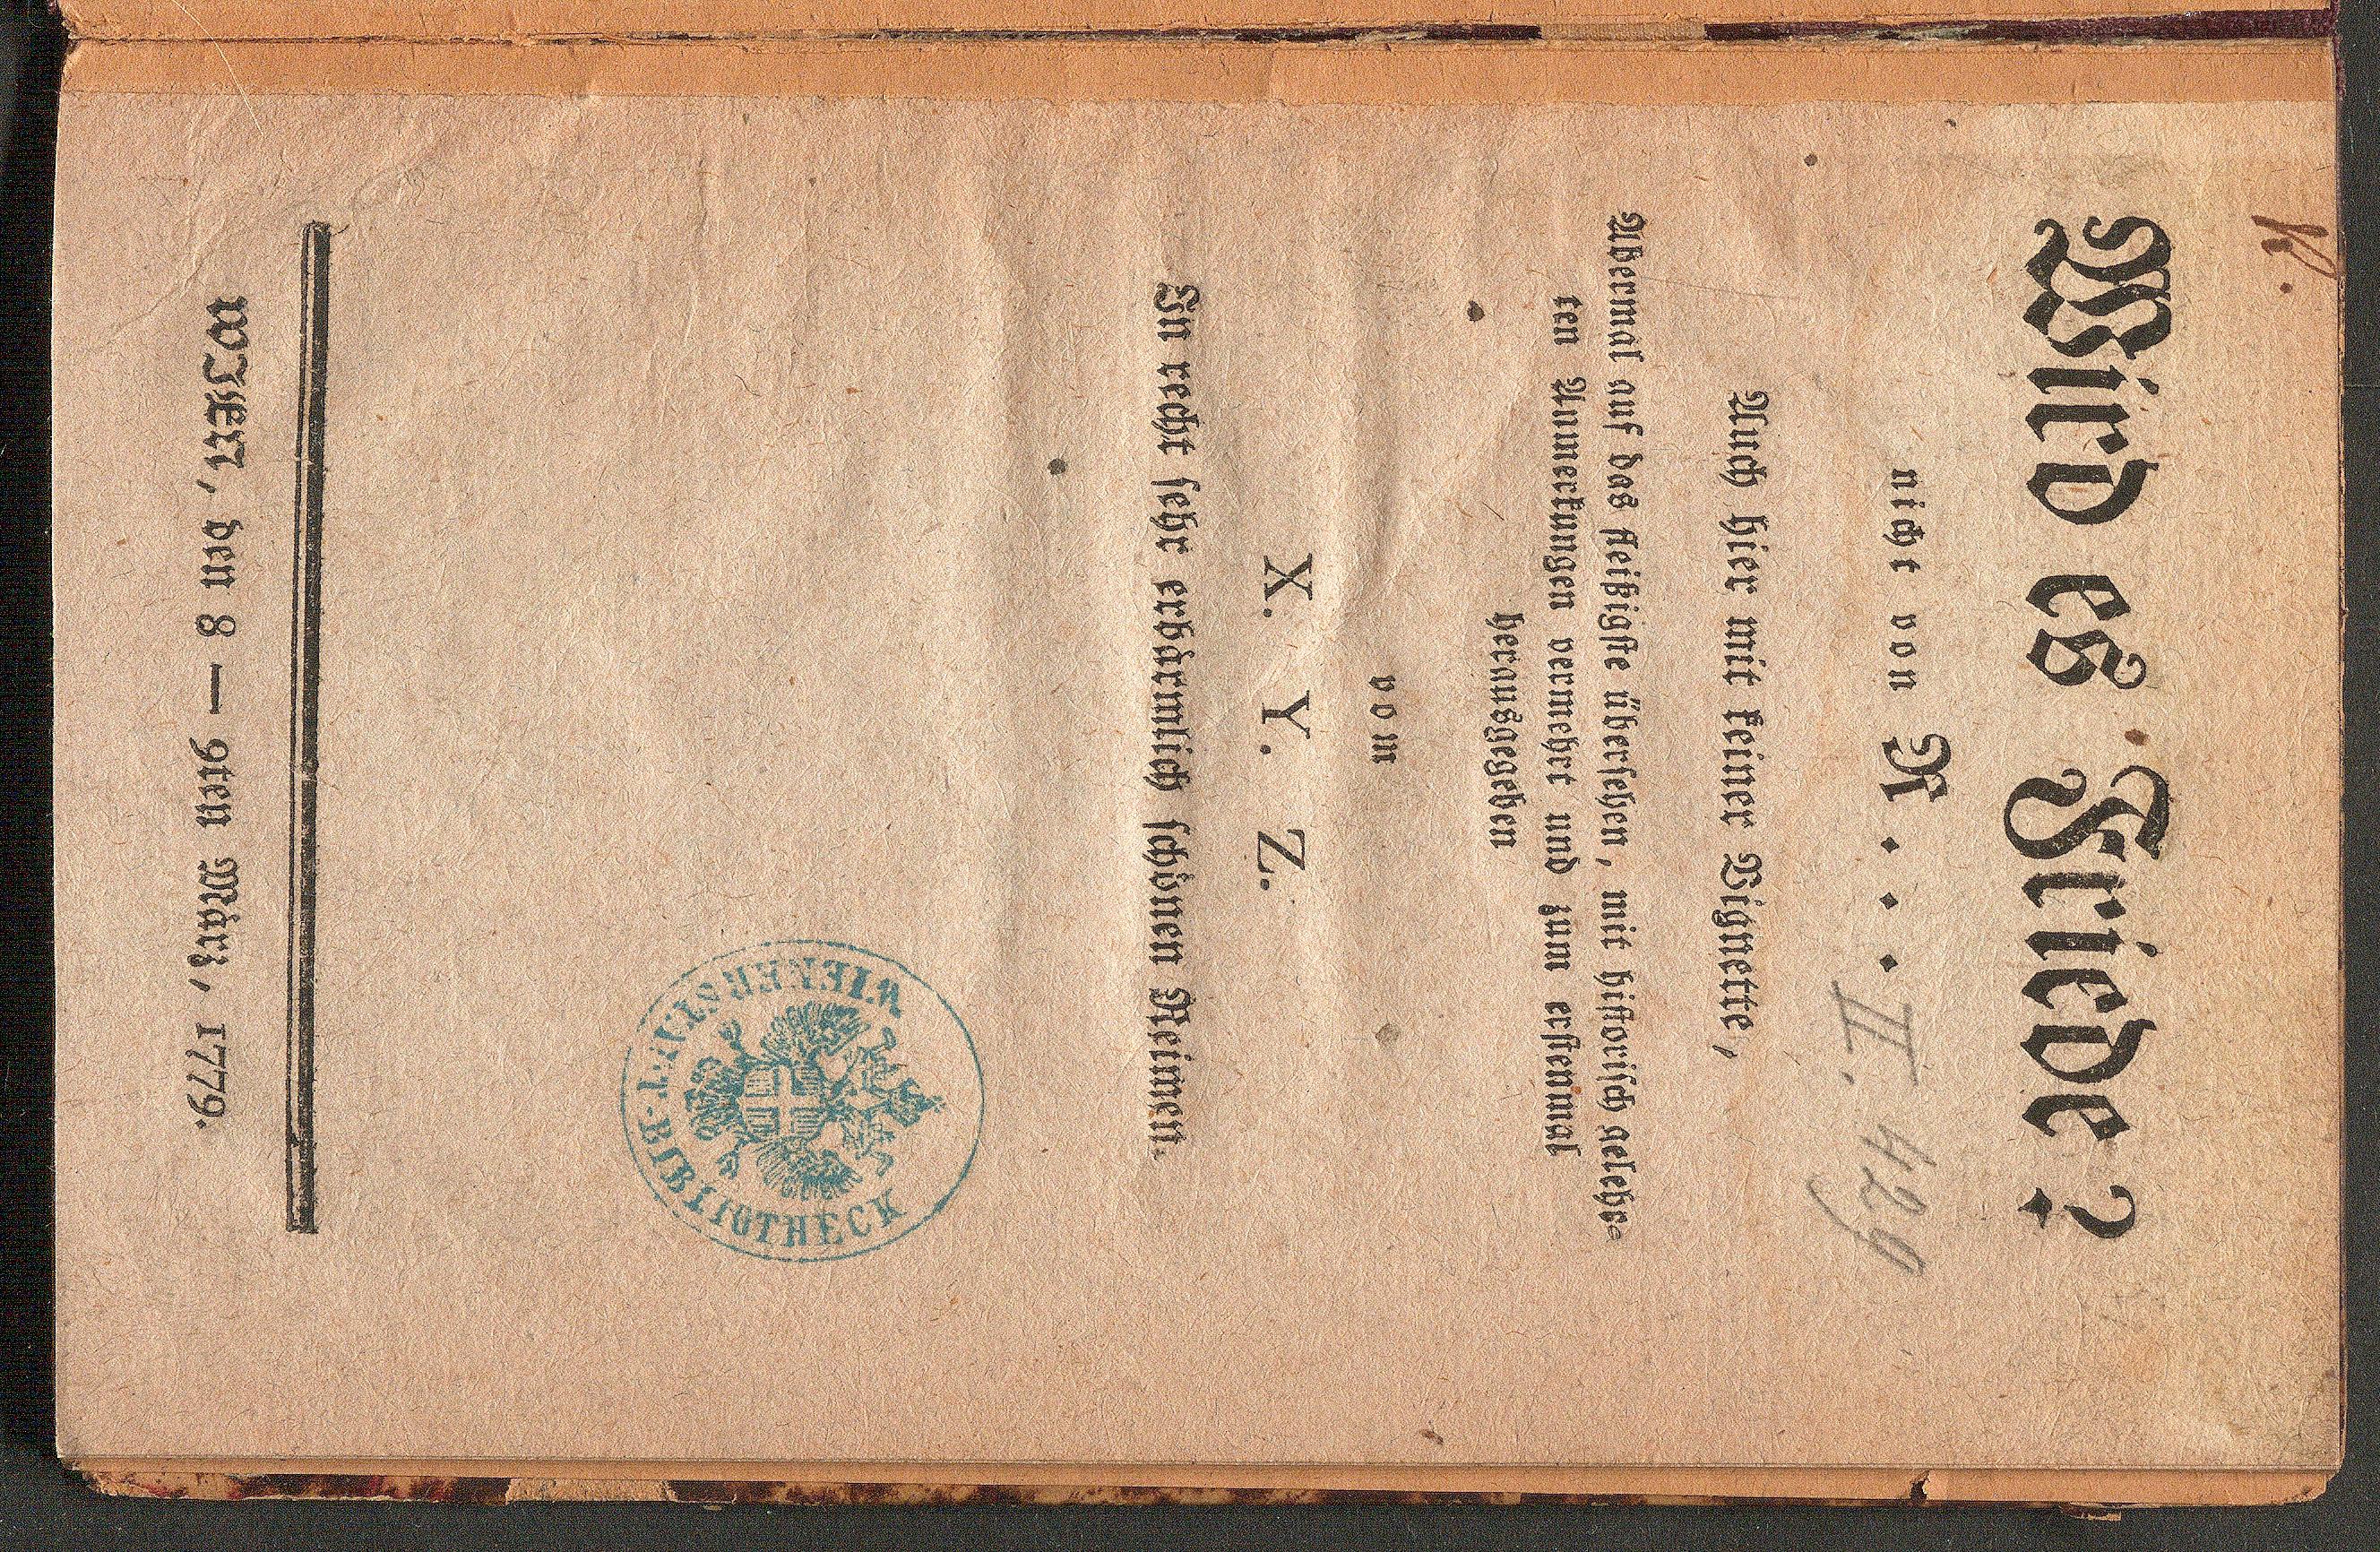 Wird es Friede?
nicht von R....
II. 429
Auch hier mit keiner Vignette,
Abermal auf das fleißigste übersehen, mit historisch gelehr-
ten Anmerkungen vermehrt und zum erstenmal
herausgegeben
vom
X. Y. Z.
In recht sehr erbärmlich schönen Reimen.
WIENER STADT-BIBLIOTHECK
WIEN, den 8 — 9ten März, 1779.